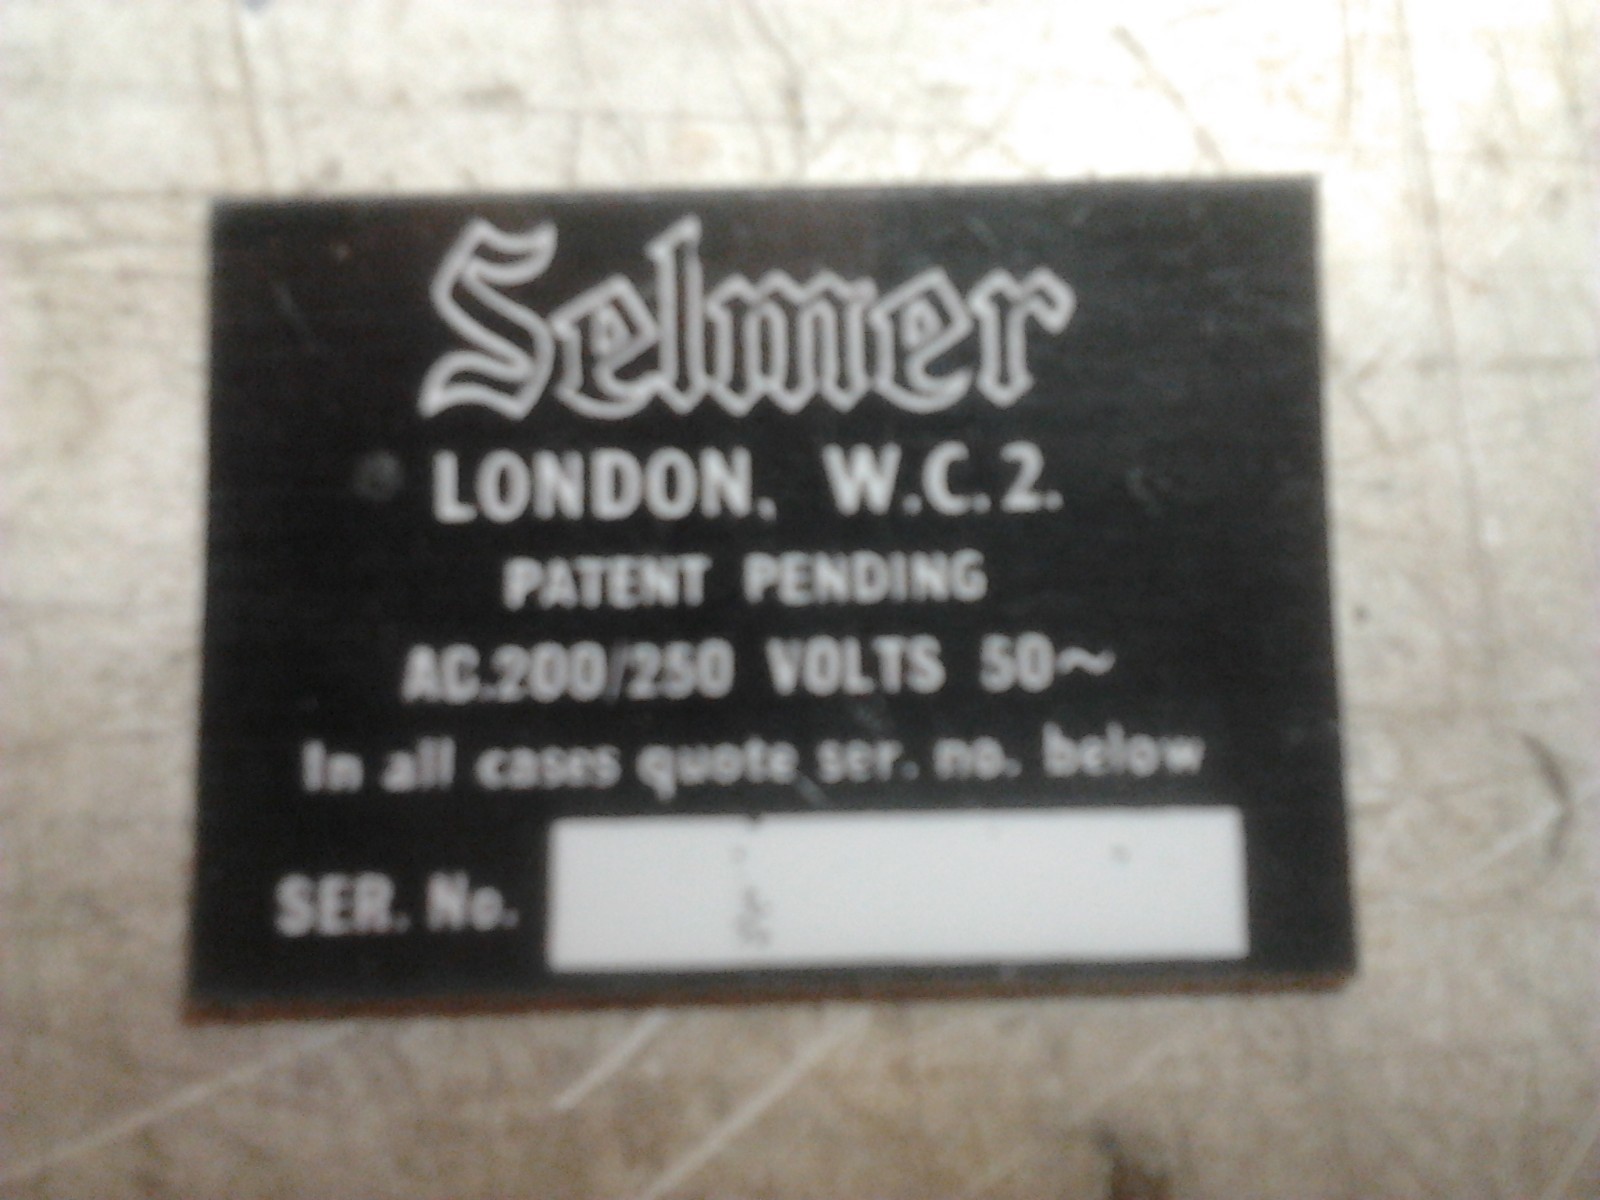 Selmer
LONDON. W.C.2.
PATENT PENDING
AC.200/250 VOLTS 50~
In all cases quote ser. no. below
SER. No.